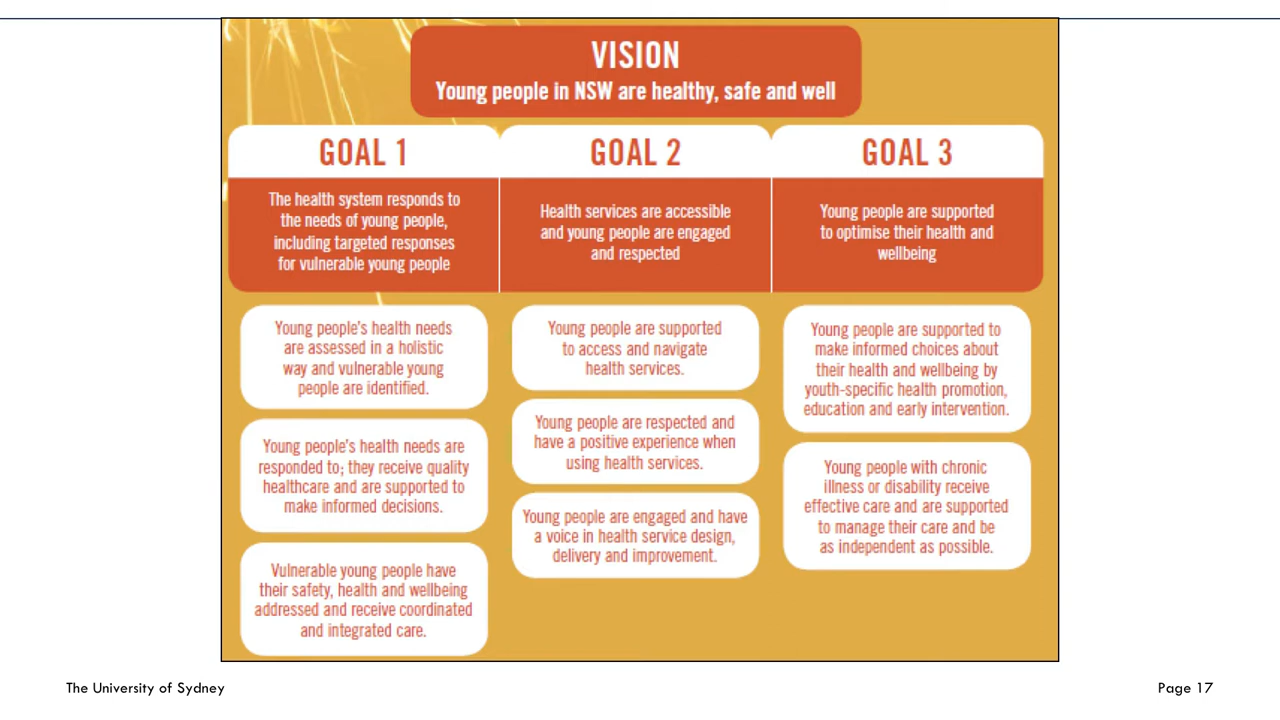 VISION
Young people in NSW are healthy, safe and well
GOAL 1
The health system responds to
the needs of young people,
including targeted responses
for vulnerable young people
Young people's health needs
are assessed in a holistic
way and vulnerable young
people are identified.
Young people's health needs are
responded to; they receive quality
healthcare and are supported to
make informed decisions.
Vulnerable young people have
their safety, health and wellbeing
addressed and receive coordinated
and integrated care.
GOAL 2
Health services are accessible
and young people are engaged
and respected
Young people are supported
to access and navigate
health services.
Young people are respected and
have a positive experience when
using health services.
Young people are engaged and have
a voice in health service design,
delivery and improvement.
GOAL 3
Young people are supported
to optimise their health and
wellbeing
Young people are supported to
make informed choices about
their health and wellbeing by
youth-specific health promotion,
education and early intervention.
Young people with chronic
illness or disability receive
effective care and are supported
to manage their care and be
as independent as possible.
The University of Sydney
Page 17